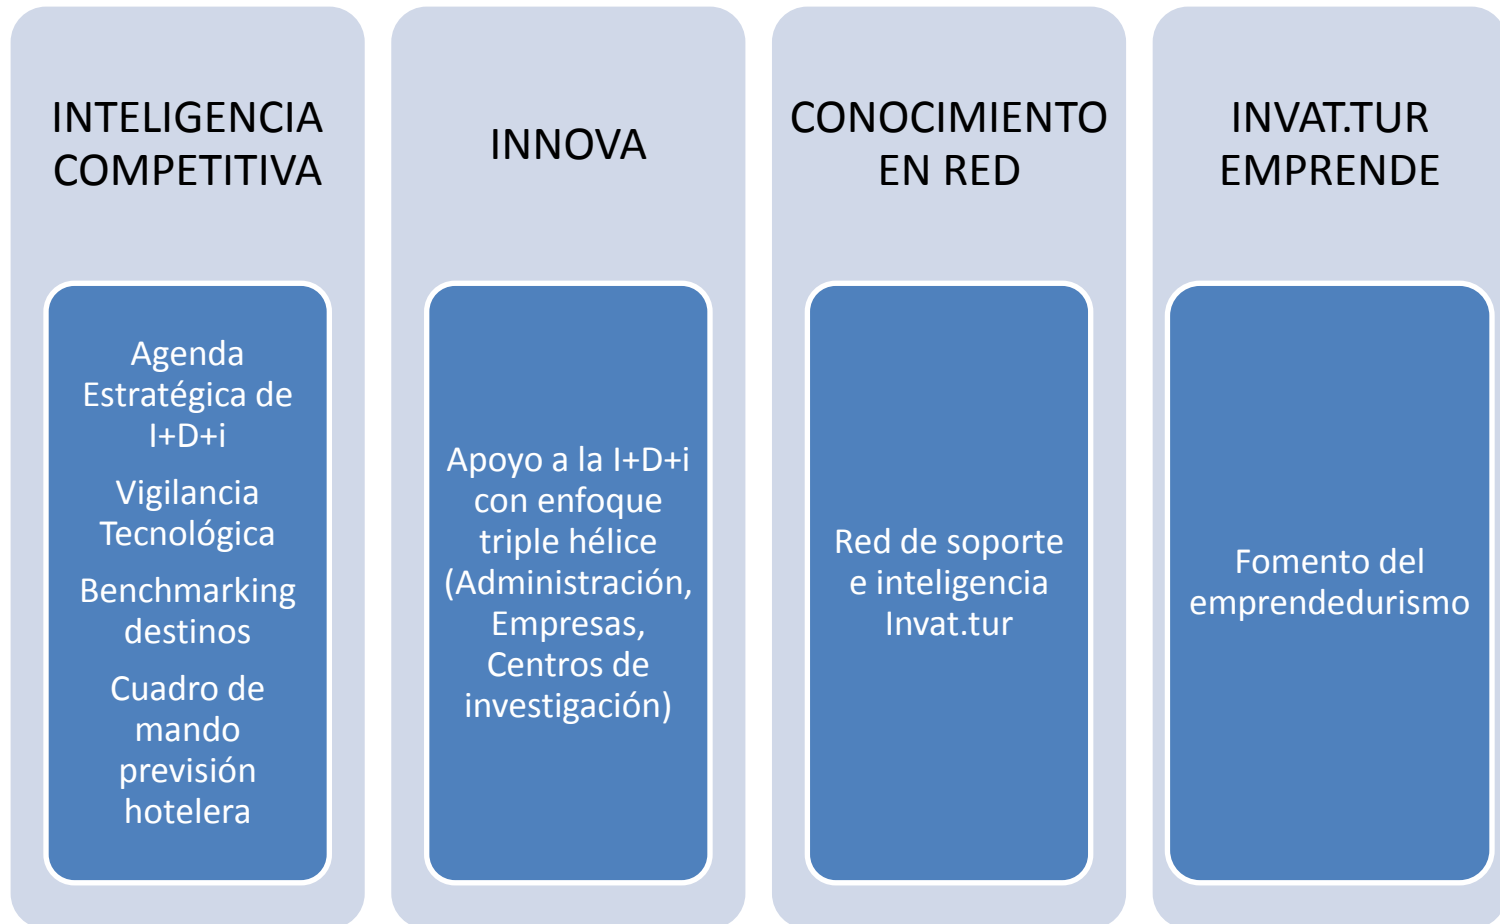 INTELIGENCIA
COMPETITIVA
Agenda
Estratégica de
I+D+i
Vigilancia
Tecnológica
Benchmarking
destinos
Cuadro de
mando
previsión
hotelera
INNOVA
Apoyo a la I+D+i
con enfoque
triple hélice
(Administración,
Empresas,
Centros de
investigación)
CONOCIMIENTO
EN RED
Red de soporte
e inteligencia
Invat.tur
INVAT.TUR
EMPRENDE
Fomento del
emprendedurismo